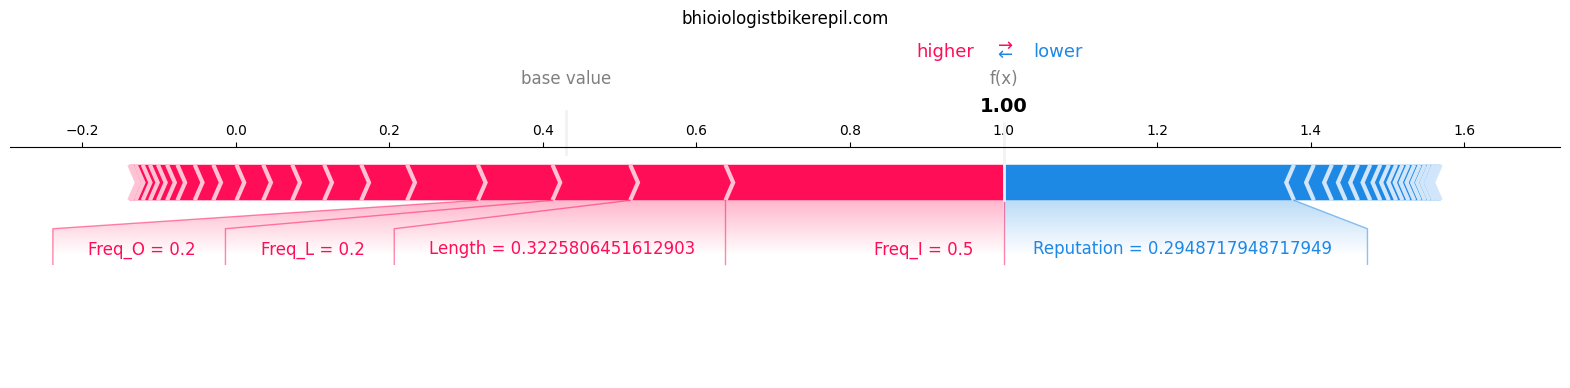 bhioiologistbikerepil.com
higher ⇄ lower
base value f(x)
1.00
−0.2 0.0 0.2 0.4 0.6 0.8 1.0 1.2 1.4 1.6
Freq_O = 0.2 Freq_L = 0.2 Length = 0.3225806451612903 Freq_I = 0.5 Reputation = 0.2948717948717949